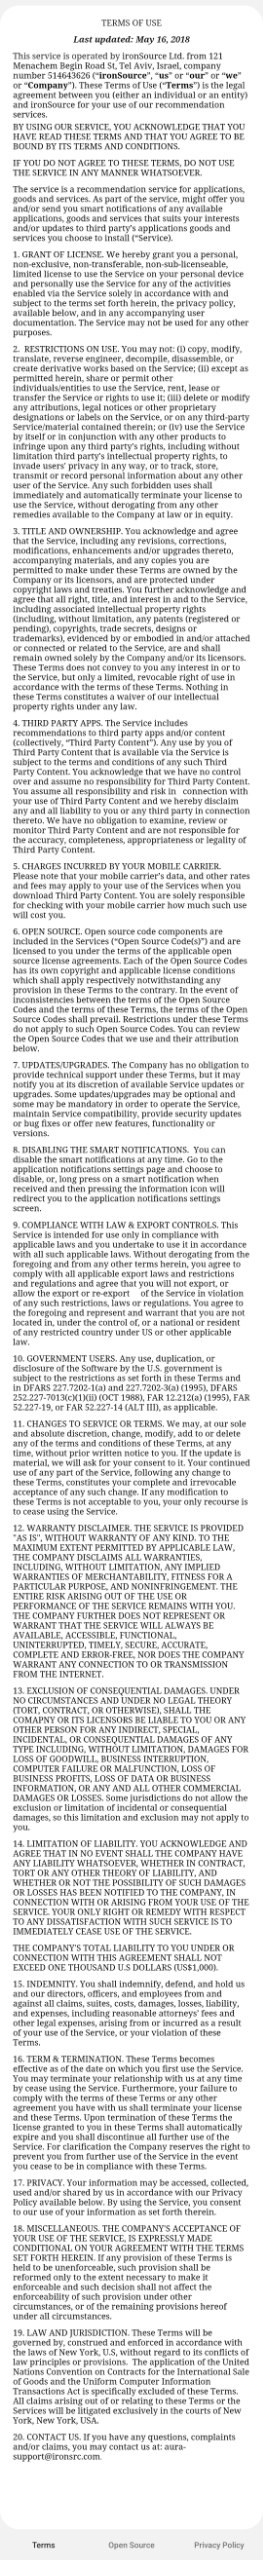 TERMS OF USE
Last updated: May 16, 2018
This service is operated by ironSource Ltd. from 121
Menachem Begin Road St, Tel Aviv, Israel, company
number 514643626 (“ironSource”, “us” or “our” or “we”
or “Company”). These Terms of Use (“Terms”) is the legal
agreement between you (either an individual or an entity)
and ironSource for your use of our recommendation
services.
BY USING OUR SERVICE, YOU ACKNOWLEDGE THAT YOU
HAVE READ THESE TERMS AND THAT YOU AGREE TO BE
BOUND BY ITS TERMS AND CONDITIONS.
IF YOU DO NOT AGREE TO THESE TERMS, DO NOT USE
THE SERVICE IN ANY MANNER WHATSOEVER.
The service is a recommendation service for applications,
goods and services. As part of the service, might offer you
and/or send you smart notifications of any available
applications, goods and services that suits your interests
and/or updates to third party’s applications goods and
services you choose to install (“Service).
1. GRANT OF LICENSE. We hereby grant you a personal,
non-exclusive, non-transferable, non-sub-licenseable,
limited license to use the Service on your personal device
and personally use the Service for any of the activities
enabled via the Service solely in accordance with and
subject to the terms set forth herein, the privacy policy,
available below, and in any accompanying user
documentation. The Service may not be used for any other
purposes.
2.  RESTRICTIONS ON USE. You may not: (i) copy, modify,
translate, reverse engineer, decompile, disassemble, or
create derivative works based on the Service; (ii) except as
permitted herein, share or permit other
individuals/entities to use the Service, rent, lease or
transfer the Service or rights to use it; (iii) delete or modify
any attributions, legal notices or other proprietary
designations or labels on the Service, or on any third-party
Service/material contained therein; or (iv) use the Service
by itself or in conjunction with any other products to
infringe upon any third party’s rights, including without
limitation third party’s intellectual property rights, to
invade users’ privacy in any way, or to track, store,
transmit or record personal information about any other
user of the Service. Any such forbidden uses shall
immediately and automatically terminate your license to
use the Service, without derogating from any other
remedies available to the Company at law or in equity.
3. TITLE AND OWNERSHIP. You acknowledge and agree
that the Service, including any revisions, corrections,
modifications, enhancements and/or upgrades thereto,
accompanying materials, and any copies you are
permitted to make under these Terms are owned by the
Company or its licensors, and are protected under
copyright laws and treaties. You further acknowledge and
agree that all right, title, and interest in and to the Service,
including associated intellectual property rights
(including, without limitation, any patents (registered or
pending), copyrights, trade secrets, designs or
trademarks), evidenced by or embodied in and/or attached
or connected or related to the Service, are and shall
remain owned solely by the Company and/or its licensors.
These Terms does not convey to you any interest in or to
the Service, but only a limited, revocable right of use in
accordance with the terms of these Terms. Nothing in
these Terms constitutes a waiver of our intellectual
property rights under any law.
4. THIRD PARTY APPS. The Service includes
recommendations to third party apps and/or content
(collectively, “Third Party Content”). Any use by you of
Third Party Content that is available via the Service is
subject to the terms and conditions of any such Third
Party Content. You acknowledge that we have no control
over and assume no responsibility for Third Party Content.
You assume all responsibility and risk in   connection with
your use of Third Party Content and we hereby disclaim
any and all liability to you or any third party in connection
thereto. We have no obligation to examine, review or
monitor Third Party Content and are not responsible for
the accuracy, completeness, appropriateness or legality of
Third Party Content.
5. CHARGES INCURRED BY YOUR MOBILE CARRIER.
Please note that your mobile carrier’s data, and other rates
and fees may apply to your use of the Services when you
download Third Party Content. You are solely responsible
for checking with your mobile carrier how much such use
will cost you.
6. OPEN SOURCE. Open source code components are
included in the Services (“Open Source Code(s)”) and are
licensed to you under the terms of the applicable open
source license agreements. Each of the Open Source Codes
has its own copyright and applicable license conditions
which shall apply respectively notwithstanding any
provision in these Terms to the contrary. In the event of
inconsistencies between the terms of the Open Source
Codes and the terms of these Terms, the terms of the Open
Source Codes shall prevail. Restrictions under these Terms
do not apply to such Open Source Codes. You can review
the Open Source Codes that we use and their attribution
below.
7. UPDATES/UPGRADES. The Company has no obligation to
provide technical support under these Terms, but it may
notify you at its discretion of available Service updates or
upgrades. Some updates/upgrades may be optional and
some may be mandatory in order to operate the Service,
maintain Service compatibility, provide security updates
or bug fixes or offer new features, functionality or
versions.
8. DISABLING THE SMART NOTIFICATIONS.  You can
disable the smart notifications at any time. Go to the
application notifications settings page and choose to
disable, or, long press on a smart notification when
received and then pressing the information icon will
redirect you to the application notifications settings
screen.
9. COMPLIANCE WITH LAW & EXPORT CONTROLS. This
Service is intended for use only in compliance with
applicable laws and you undertake to use it in accordance
with all such applicable laws. Without derogating from the
foregoing and from any other terms herein, you agree to
comply with all applicable export laws and restrictions
and regulations and agree that you will not export, or
allow the export or re-export    of the Service in violation
of any such restrictions, laws or regulations. You agree to
the foregoing and represent and warrant that you are not
located in, under the control of, or a national or resident
of any restricted country under US or other applicable
law.
10. GOVERNMENT USERS. Any use, duplication, or
disclosure of the Software by the U.S. government is
subject to the restrictions as set forth in these Terms and
in DFARS 227.7202-1(a) and 227.7202-3(a) (1995), DFARS
252.227-7013(c)(1)(ii) (OCT 1988), FAR 12.212(a) (1995), FAR
52.227-19, or FAR 52.227-14 (ALT III), as applicable.
11. CHANGES TO SERVICE OR TERMS. We may, at our sole
and absolute discretion, change, modify, add to or delete
any of the terms and conditions of these Terms, at any
time, without prior written notice to you. If the update is
material, we will ask for your consent to it. Your continued
use of any part of the Service, following any change to
these Terms, constitutes your complete and irrevocable
acceptance of any such change. If any modification to
these Terms is not acceptable to you, your only recourse is
to cease using the Service.
12. WARRANTY DISCLAIMER. THE SERVICE IS PROVIDED
"AS IS", WITHOUT WARRANTY OF ANY KIND. TO THE
MAXIMUM EXTENT PERMITTED BY APPLICABLE LAW,
THE COMPANY DISCLAIMS ALL WARRANTIES,
INCLUDING, WITHOUT LIMITATION, ANY IMPLIED
WARRANTIES OF MERCHANTABILITY, FITNESS FOR A
PARTICULAR PURPOSE, AND NONINFRINGEMENT. THE
ENTIRE RISK ARISING OUT OF THE USE OR
PERFORMANCE OF THE SERVICE REMAINS WITH YOU.
THE COMPANY FURTHER DOES NOT REPRESENT OR
WARRANT THAT THE SERVICE WILL ALWAYS BE
AVAILABLE, ACCESSIBLE, FUNCTIONAL,
UNINTERRUPTED, TIMELY, SECURE, ACCURATE,
COMPLETE AND ERROR-FREE, NOR DOES THE COMPANY
WARRANT ANY CONNECTION TO OR TRANSMISSION
FROM THE INTERNET.
13. EXCLUSION OF CONSEQUENTIAL DAMAGES. UNDER
NO CIRCUMSTANCES AND UNDER NO LEGAL THEORY
(TORT, CONTRACT, OR OTHERWISE), SHALL THE
COMAPNY OR ITS LICENSORS BE LIABLE TO YOU OR ANY
OTHER PERSON FOR ANY INDIRECT, SPECIAL,
INCIDENTAL, OR CONSEQUENTIAL DAMAGES OF ANY
TYPE INCLUDING, WITHOUT LIMITATION, DAMAGES FOR
LOSS OF GOODWILL, BUSINESS INTERRUPTION,
COMPUTER FAILURE OR MALFUNCTION, LOSS OF
BUSINESS PROFITS, LOSS OF DATA OR BUSINESS
INFORMATION, OR ANY AND ALL OTHER COMMERCIAL
DAMAGES OR LOSSES. Some jurisdictions do not allow the
exclusion or limitation of incidental or consequential
damages, so this limitation and exclusion may not apply to
you.
14. LIMITATION OF LIABILITY. YOU ACKNOWLEDGE AND
AGREE THAT IN NO EVENT SHALL THE COMPANY HAVE
ANY LIABILITY WHATSOEVER, WHETHER IN CONTRACT,
TORT OR ANY OTHER THEORY OF LIABILITY, AND
WHETHER OR NOT THE POSSIBILITY OF SUCH DAMAGES
OR LOSSES HAS BEEN NOTIFIED TO THE COMPANY, IN
CONNECTION WITH OR ARISING FROM YOUR USE OF THE
SERVICE. YOUR ONLY RIGHT OR REMEDY WITH RESPECT
TO ANY DISSATISFACTION WITH SUCH SERVICE IS TO
IMMEDIATELY CEASE USE OF THE SERVICE.
THE COMPANY'S TOTAL LIABILITY TO YOU UNDER OR
CONNECTION WITH THIS AGREEMENT SHALL NOT
EXCEED ONE THOUSAND U.S DOLLARS (US$1,000).
15. INDEMNITY. You shall indemnify, defend, and hold us
and our directors, officers, and employees from and
against all claims, suites, costs, damages, losses, liability,
and expenses, including reasonable attorneys’ fees and
other legal expenses, arising from or incurred as a result
of your use of the Service, or your violation of these
Terms.
16. TERM & TERMINATION. These Terms becomes
effective as of the date on which you first use the Service.
You may terminate your relationship with us at any time
by cease using the Service. Furthermore, your failure to
comply with the terms of these Terms or any other
agreement you have with us shall terminate your license
and these Terms. Upon termination of these Terms the
license granted to you in these Terms shall automatically
expire and you shall discontinue all further use of the
Service. For clarification the Company reserves the right to
prevent you from further use of the Service in the event
you cease to be in compliance with these Terms.
17. PRIVACY. Your information may be accessed, collected,
used and/or shared by us in accordance with our Privacy
Policy available below. By using the Service, you consent
to our use of your information as set forth therein.
18. MISCELLANEOUS. THE COMPANY'S ACCEPTANCE OF
YOUR USE OF THE SERVICE, IS EXPRESSLY MADE
CONDITIONAL ON YOUR AGREEMENT WITH THE TERMS
SET FORTH HEREIN. If any provision of these Terms is
held to be unenforceable, such provision shall be
reformed only to the extent necessary to make it
enforceable and such decision shall not affect the
enforceability of such provision under other
circumstances, or of the remaining provisions hereof
under all circumstances.
19. LAW AND JURISDICTION. These Terms will be
governed by, construed and enforced in accordance with
the laws of New York, U.S, without regard to its conflicts of
law principles or provisions.  The application of the United
Nations Convention on Contracts for the International Sale
of Goods and the Uniform Computer Information
Transactions Act is specifically excluded of these Terms.
All claims arising out of or relating to these Terms or the
Services will be litigated exclusively in the courts of New
York, New York, USA.
20. CONTACT US. If you have any questions, complaints
and/or claims, you may contact us at: aura-
support@ironsrc.com.
Terms
Open Source
Privacy Policy